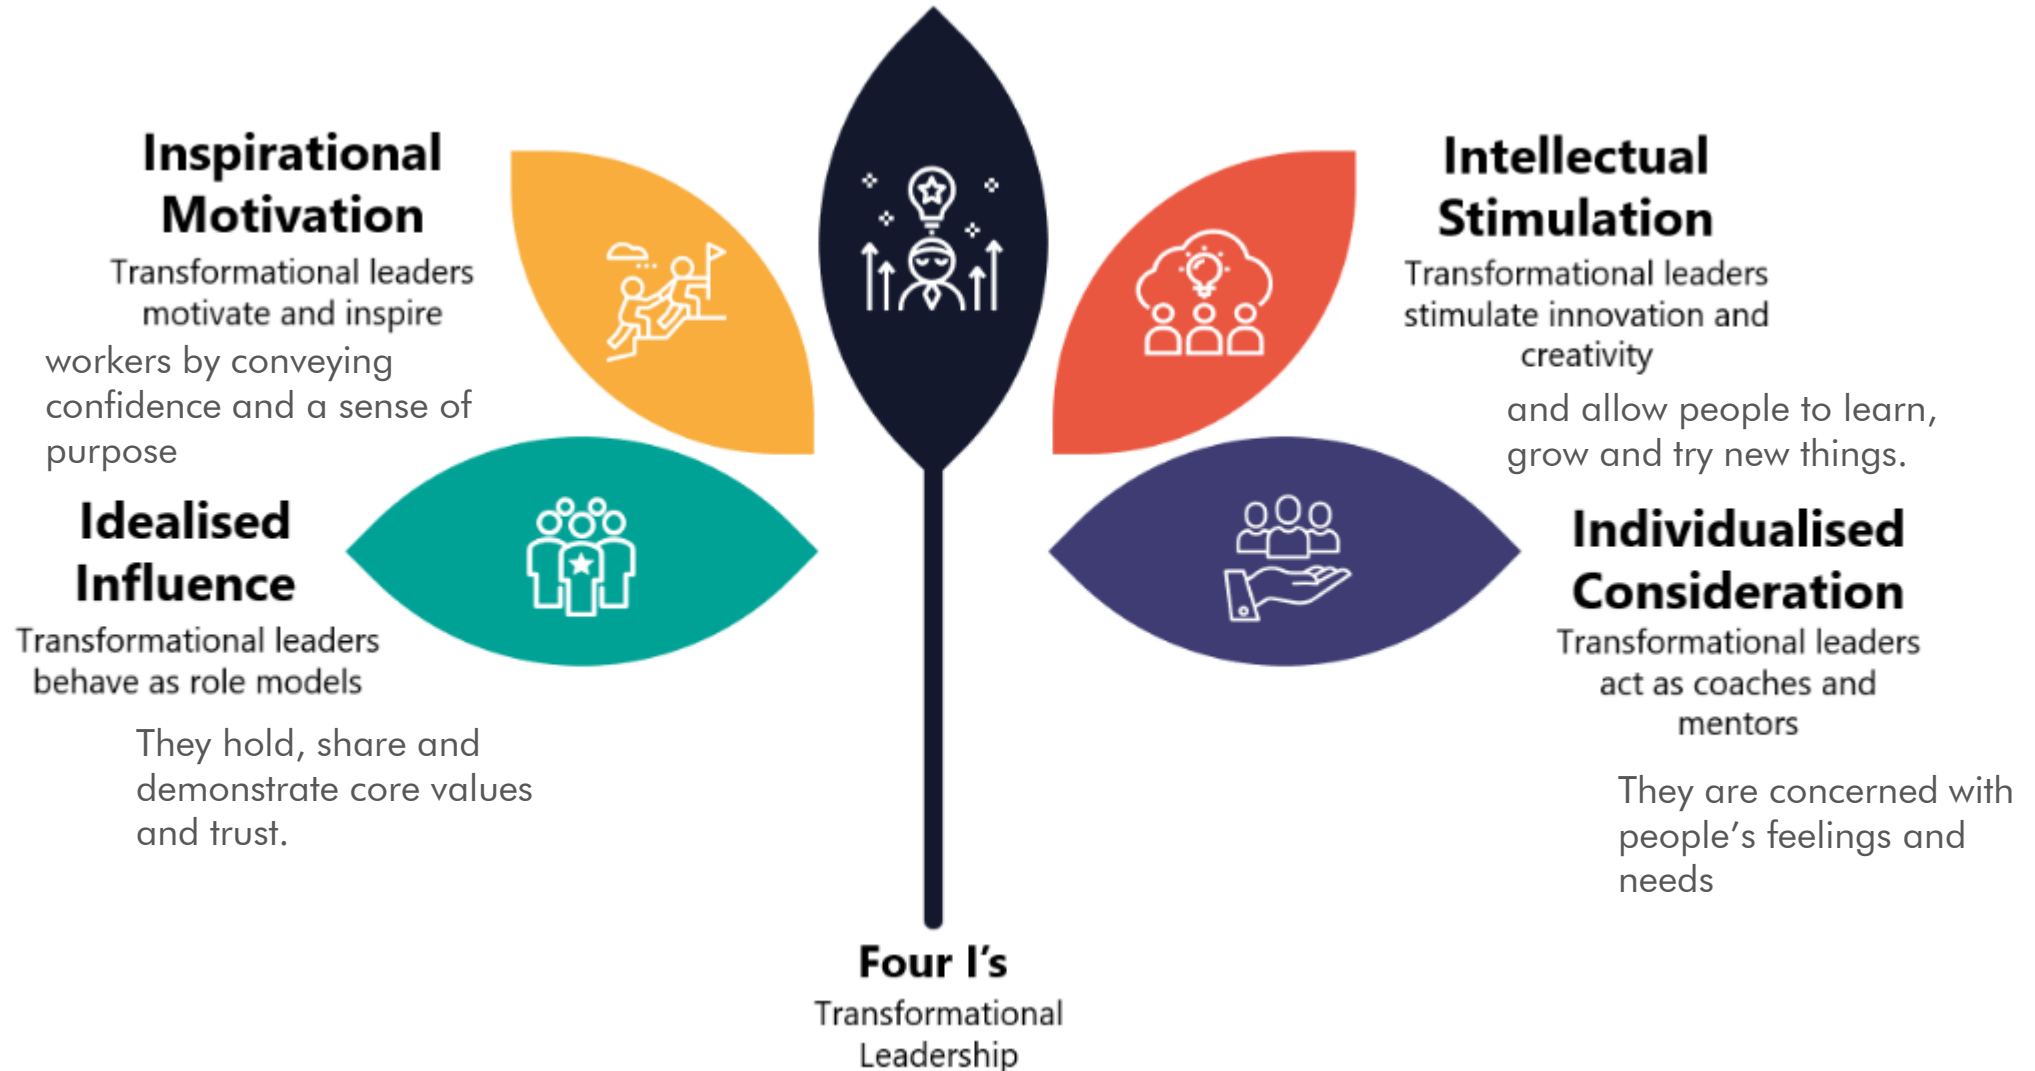 Inspirational
Motivation
Transformational leaders
motivate and inspire
workers by conveying
confidence and a sense of
purpose
Idealised
Influence
Transformational leaders
behave as role models
They hold, share and
demonstrate core values
and trust.
Intellectual
Stimulation
Transformational leaders
stimulate innovation and
creativity
and allow people to learn,
grow and try new things.
Individualised
Consideration
Transformational leaders
act as coaches and
mentors
They are concerned with
people’s feelings and
needs
Four I’s
Transformational
Leadership